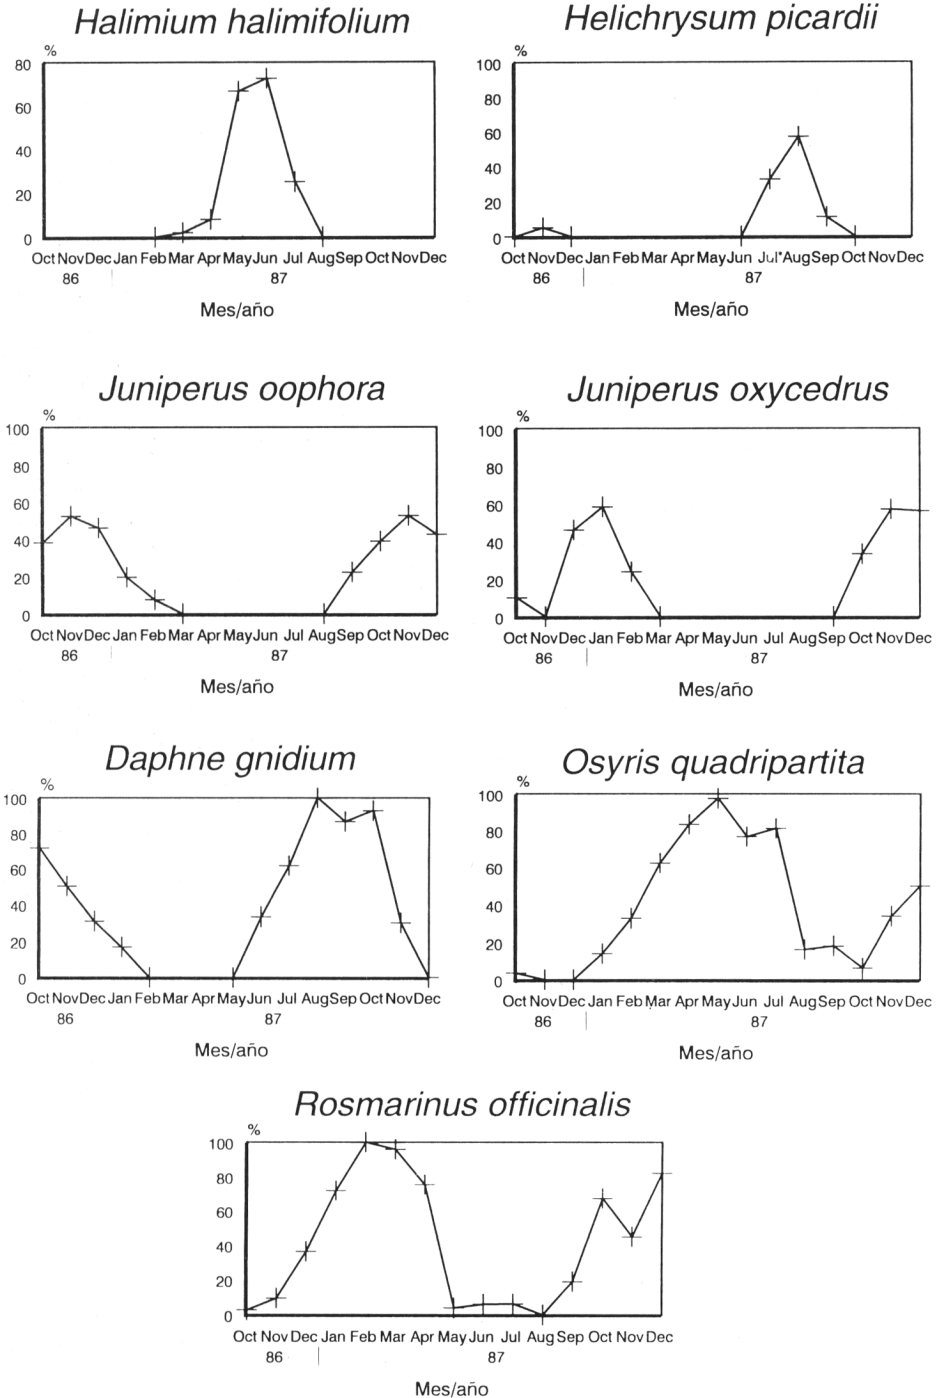 Halimium halimifolium
%
80
60
40
20
0
Oct Nov Dec Jan Feb Mar Apr May Jun Jul Aug Sep Oct Nov Dec
86 87
Mes/año
Helichrysum picardii
%
100
80
60
40
20
0
Oct Nov Dec Jan Feb Mar Apr May Jun Jul Aug Sep Oct Nov Dec
86 87
Mes/año
Juniperus oophora
%
100
80
60
40
20
0
Oct Nov Dec Jan Feb Mar Apr May Jun Jul Aug Sep Oct Nov Dec
86 87
Mes/año
Juniperus oxycedrus
%
100
80
60
40
20
0
Oct Nov Dec Jan Feb Mar Apr May Jun Jul Aug Sep Oct Nov Dec
86 87
Mes/año
Daphne gnidium
%
100
80
60
40
20
0
Oct Nov Dec Jan Feb Mar Apr May Jun Jul Aug Sep Oct Nov Dec
86 87
Mes/año
Osyris quadripartita
%
100
80
60
40
20
0
Oct Nov Dec Jan Feb Mar Apr May Jun Jul Aug Sep Oct Nov Dec
86 87
Mes/año
Rosmarinus officinalis
%
100
80
60
40
20
0
Oct Nov Dec Jan Feb Mar Apr May Jun Jul Aug Sep Oct Nov Dec
86 87
Mes/año